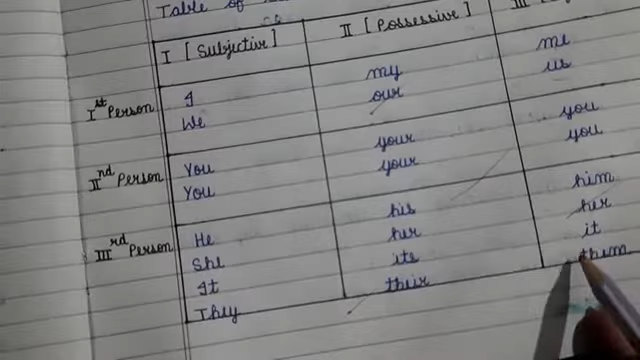 Table of
I [Subjective] II [Possessive] III
Ist Person I my me
We our us
IInd Person You your you
You your you
IIIrd Person He his him
She her her
It its it
They their them